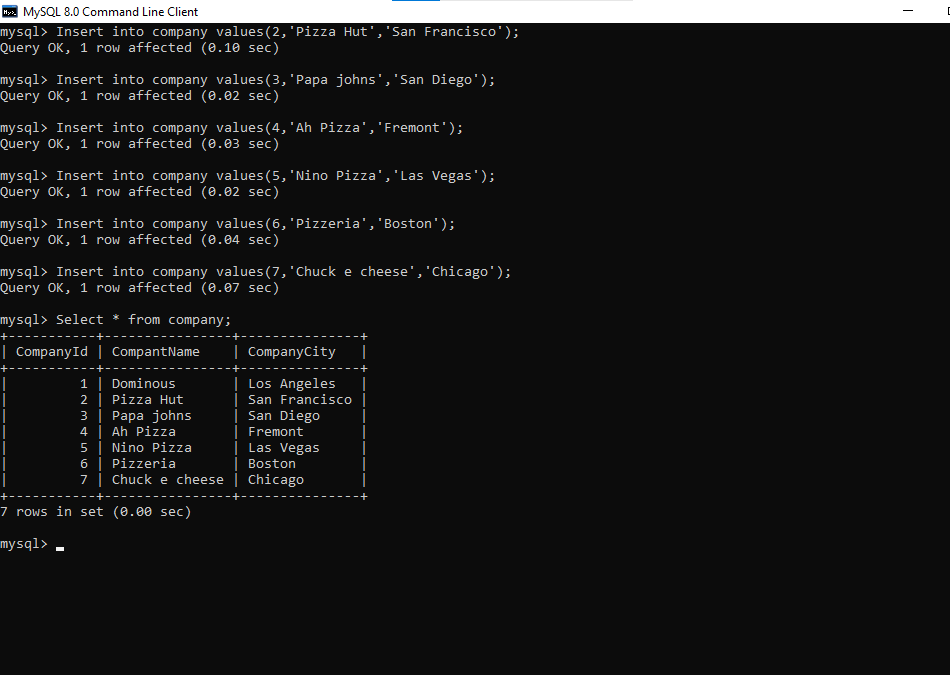 MySQL 8.0 Command Line Client
mysql> Insert into company values(2,'Pizza Hut','San Francisco');
Query OK, 1 row affected (0.10 sec)
mysql> Insert into company values(3,'Papa johns','San Diego');
Query OK, 1 row affected (0.02 sec)
mysql> Insert into company values(4,'Ah Pizza','Fremont');
Query OK, 1 row affected (0.03 sec)
mysql> Insert into company values(5,'Nino Pizza','Las Vegas');
Query OK, 1 row affected (0.02 sec)
mysql> Insert into company values(6,'Pizzeria','Boston');
Query OK, 1 row affected (0.04 sec)
mysql> Insert into company values(7,'Chuck e cheese','Chicago');
Query OK, 1 row affected (0.07 sec)
mysql> Select * from company;
+-----------+----------------+---------------+
| CompanyId | CompantName    | CompanyCity   |
+-----------+----------------+---------------+
|         1 | Dominous       | Los Angeles   |
|         2 | Pizza Hut      | San Francisco |
|         3 | Papa johns     | San Diego     |
|         4 | Ah Pizza       | Fremont       |
|         5 | Nino Pizza     | Las Vegas     |
|         6 | Pizzeria       | Boston        |
|         7 | Chuck e cheese | Chicago       |
+-----------+----------------+---------------+
7 rows in set (0.00 sec)
mysql>